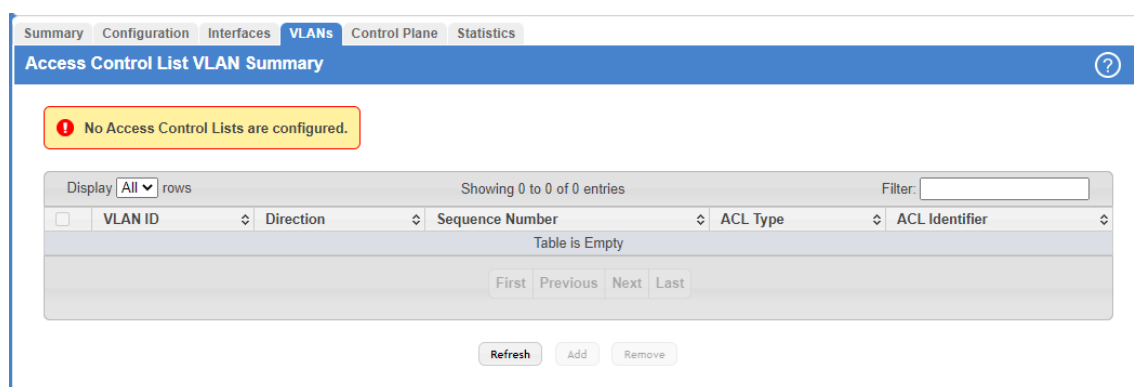 Summary Configuration Interfaces VLANs Control Plane Statistics
Access Control List VLAN Summary ?
! No Access Control Lists are configured.
Display All rows Showing 0 to 0 of 0 entries Filter:
VLAN ID Direction Sequence Number ACL Type ACL Identifier
Table is Empty
First Previous Next Last
Refresh Add Remove